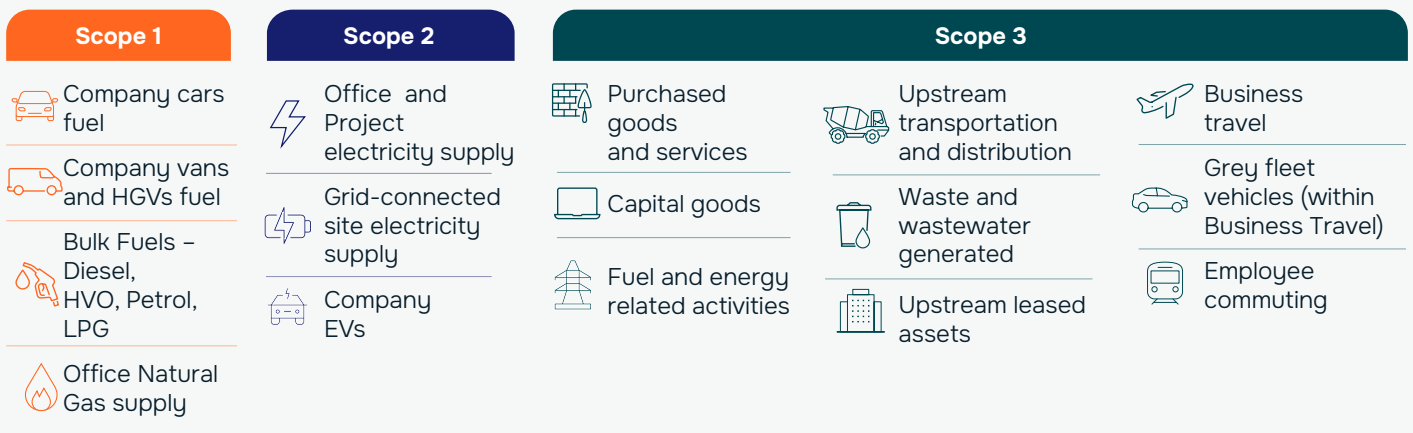 Scope 1
Company cars
fuel
Company vans
and HGVs fuel
Bulk Fuels –
Diesel,
HVO, Petrol,
LPG
Office Natural
Gas supply
Scope 2
Office and
Project
electricity supply
Grid-connected
site electricity
supply
Company
EVs
Scope 3
Purchased
goods
and services
Capital goods
Fuel and energy
related activities
Upstream
transportation
and distribution
Waste and
wastewater
generated
Upstream leased
assets
Business
travel
Grey fleet
vehicles (within
Business Travel)
Employee
commuting